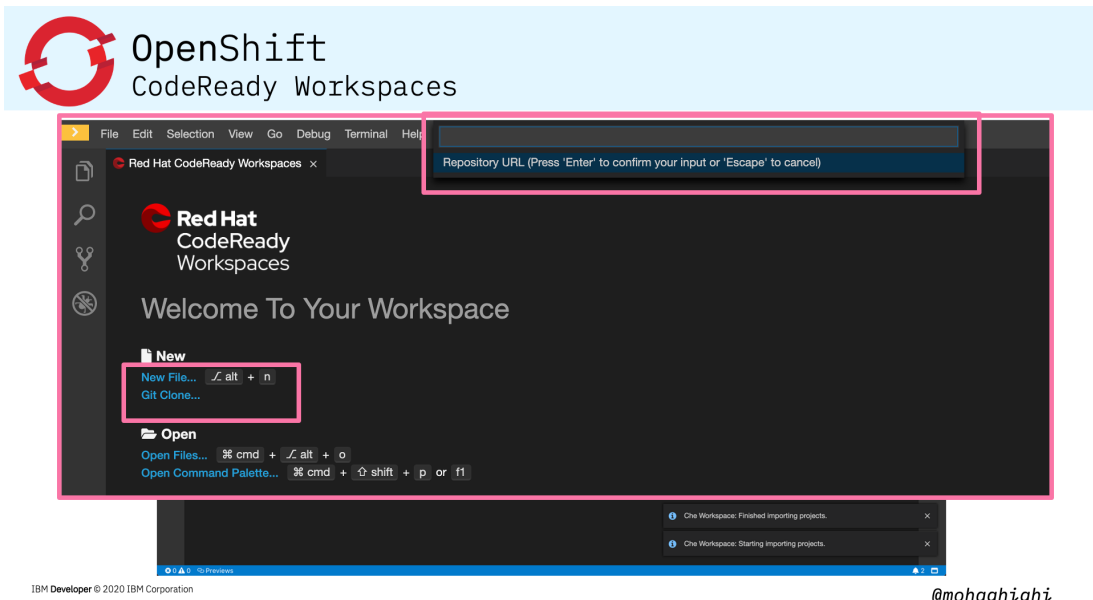 OpenShift
CodeReady Workspaces
File Edit Selection View Go Debug Terminal Help
Red Hat CodeReady Workspaces ×
Repository URL (Press 'Enter' to confirm your input or 'Escape' to cancel)
Red Hat
CodeReady
Workspaces
Welcome To Your Workspace
New
New File... ⌥ alt + n
Git Clone...
Open
Open Files... ⌘ cmd + ⌥ alt + o
Open Command Palette... ⌘ cmd + ⇧ shift + p or f1
Che Workspace: Finished importing projects. ×
Che Workspace: Starting importing projects. ×
0 0 Previews 2
IBM Developer © 2020 IBM Corporation
@mohaghighi